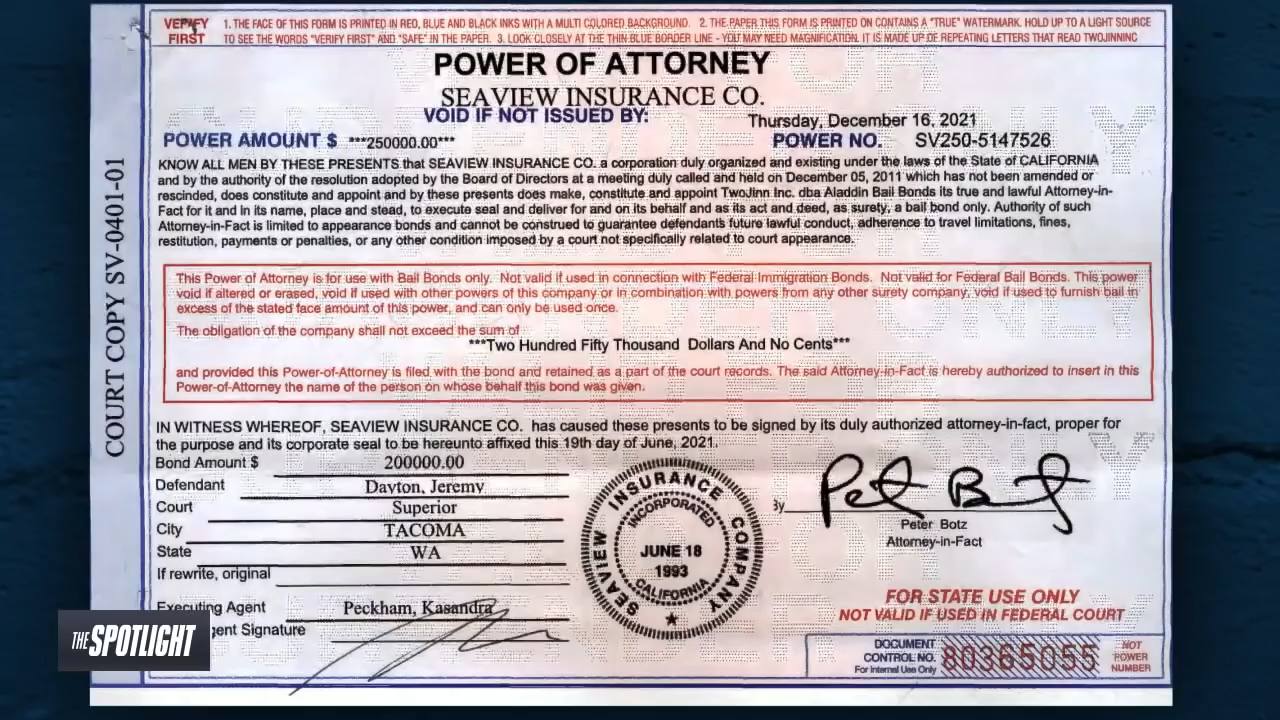 VERIFY FIRST
1. THE FACE OF THIS FORM IS PRINTED IN RED, BLUE AND BLACK INKS WITH A MULTI COLORED BACKGROUND. 2. THE PAPER THIS FORM IS PRINTED ON CONTAINS A "TRUE" WATERMARK. HOLD UP TO A LIGHT SOURCE
TO SEE THE WORDS "VERIFY FIRST" AND "SAFE" IN THE PAPER. 3. LOOK CLOSELY AT THE THIN BLUE BORDER LINE - YOU MAY NEED MAGNIFICATION. IT IS MADE UP OF REPEATING LETTERS THAT READ TWOJINNING
POWER OF ATTORNEY
SEAVIEW INSURANCE CO.
VOID IF NOT ISSUED BY:
Thursday, December 16, 2021
POWER AMOUNT $ ***250000.00***
POWER NO. SV250-5147526
KNOW ALL MEN BY THESE PRESENTS that SEAVIEW INSURANCE CO. a corporation duly organized and existing under the laws of the State of CALIFORNIA
and by the authority of the resolution adopted by the Board of Directors at a meeting duly called and held on December 05, 2011 which has not been amended or
rescinded, does constitute and appoint and by these presents does make, constitute and appoint TwoJinn Inc. dba Aladdin Bail Bonds its true and lawful Attorney-in-
Fact for it and in its name, place and stead, to execute seal and deliver for and on its behalf and as its act and deed, as surety, a bail bond only. Authority of such
Attorney-in-Fact is limited to appearance bonds and cannot be construed to guarantee defendants future lawful conduct, adherence to travel limitations, fines,
restitution, payments or penalties, or any other condition imposed by a court not specifically related to court appearance.
This Power of Attorney is for use with Bail Bonds only. Not valid if used in connection with Federal Immigration Bonds. Not valid for Federal Bail Bonds. This power
void if altered or erased, void if used with other powers of this company or in combination with powers from any other surety company, void if used to furnish bail in
excess of the stated face amount of this power, and can only be used once.
The obligation of the company shall not exceed the sum of
***Two Hundred Fifty Thousand Dollars And No Cents***
and provided this Power-of-Attorney is filed with the bond and retained as a part of the court records. The said Attorney-in-Fact is hereby authorized to insert in this
Power-of-Attorney the name of the person on whose behalf this bond was given.
IN WITNESS WHEREOF, SEAVIEW INSURANCE CO. has caused these presents to be signed by its duly authorized attorney-in-fact, proper for
the purpose and its corporate seal to be hereunto affixed this 19th day of June, 2021.
Bond Amount $ 200000.00
Defendant Dayton, Jeremy
Court Superior
City TACOMA
State WA
If rewrite, original
Executing Agent Peckham, Kasandra
gent Signature
SEAVIEW INSURANCE COMPANY
INCORPORATED
JUNE 18
1993
CALIFORNIA
By
Peter Botz
Attorney-in-Fact
FOR STATE USE ONLY
NOT VALID IF USED IN FEDERAL COURT
DOCUMENT
CONTROL NO.
For Internal Use Only
80365055
NOT
POWER
NUMBER
COURT COPY SV-0401-01
THE SPOTLIGHT